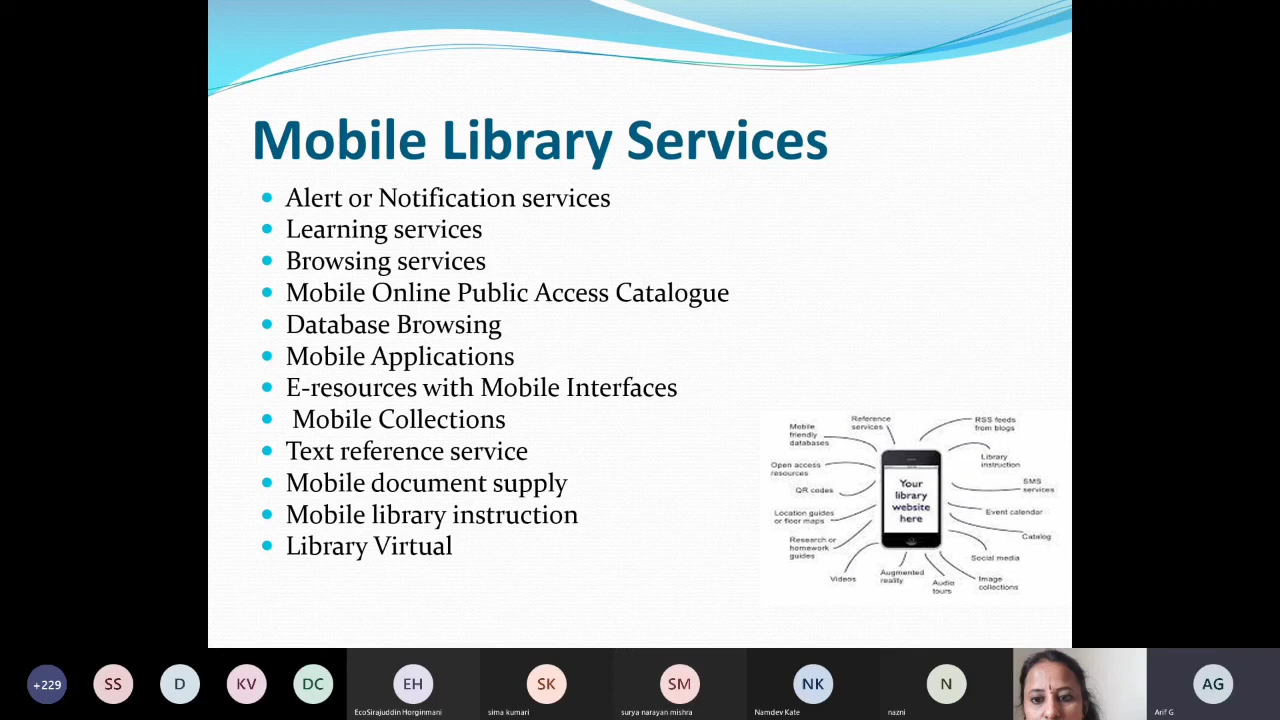 Mobile Library Services
Alert or Notification services
Learning services
Browsing services
Mobile Online Public Access Catalogue
Database Browsing
Mobile Applications
E-resources with Mobile Interfaces
Mobile Collections
Text reference service
Mobile document supply
Mobile library instruction
Library Virtual
Reference
services
RSS feeds
from blogs
Mobile
friendly
databases
Library
instruction
Open access
resources
SMS
services
QR codes
Your
library
website
here
Event calendar
Location guides
or floor maps
Catalog
Research or
homework
guides
Social media
Videos
Augmented
reality
Audio
tours
Image
collections
+229
SS
D
KV
DC
EH
SK
SM
NK
N
AG
EcoSirajuddin Horginmani
sima kumari
surya narayan mishra
Namdev Kate
nazni
Arif G